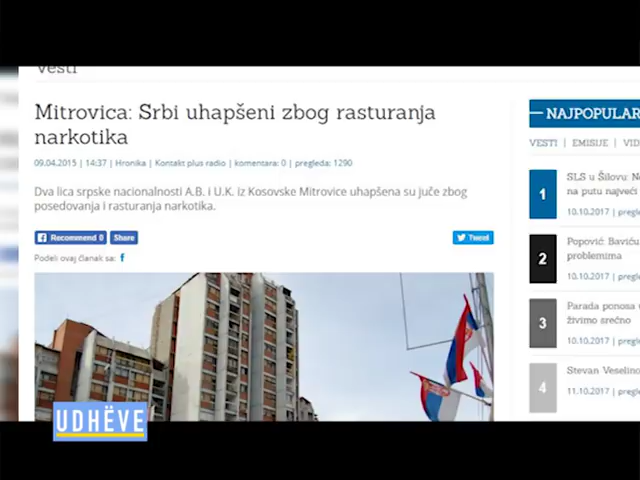 Vesti
Mitrovica: Srbi uhapšeni zbog rasturanja
narkotika
09.04.2015 | 14:37 | Hronika | Kontakt plus radio | komentara: 0 | pregleda: 1290
Dva lica srpske nacionalnosti A.B. i U.K. iz Kosovske Mitrovice uhapšena su juče zbog
posedovanja i rasturanja narkotika.
Recommend 0 Share Tweet
Podeli ovaj članak sa:
NAJPOPULAR
VESTI | EMISIJE | VID
1
SLS u Šilovu: N
na putu najveći
10.10.2017 | pregle
2
Popović: Baviću
problemima
10.10.2017 | pregle
3
Parada ponosa u
živimo srećno
10.10.2017 | pregle
4
Stevan Veselino
11.10.2017 | pregle
UDHËVE